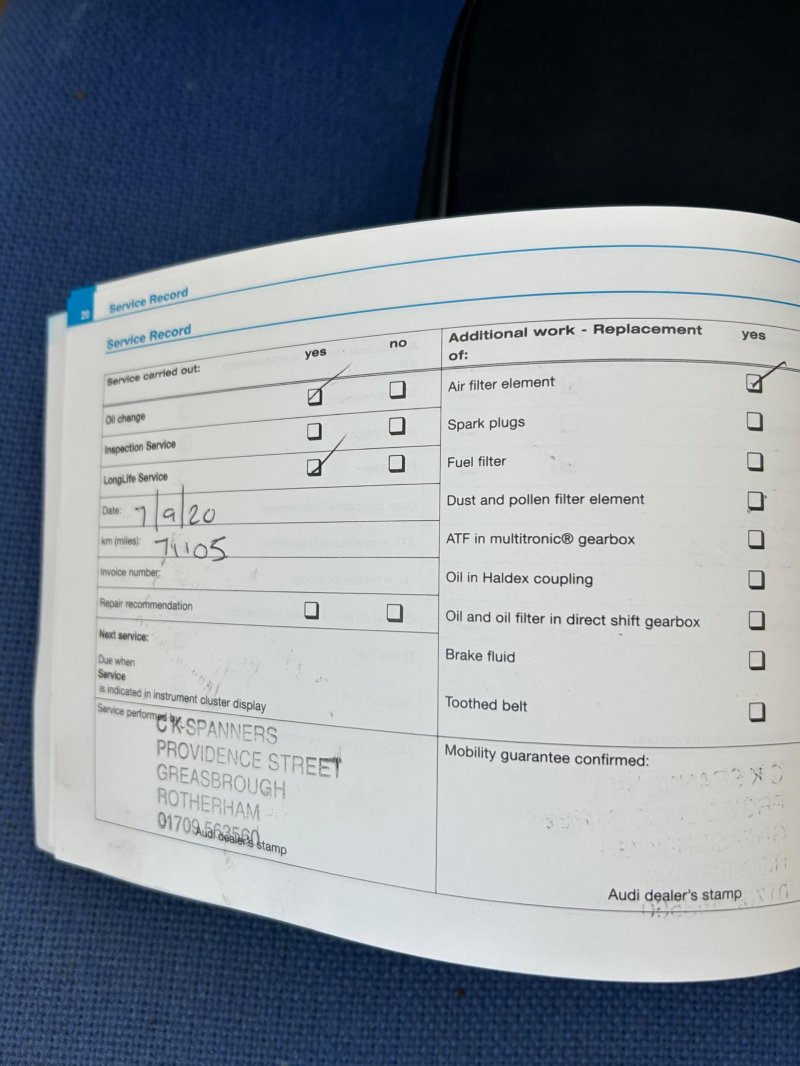 20 Service Record
Service Record
Service carried out: yes no
Oil change
Inspection Service
LongLife Service
Date: 7/9/20
km (miles): 71105
Invoice number:
Repair recommendation
Next service:
Due when
Service
is indicated in instrument cluster display
Service performed by:
C K SPANNERS
PROVIDENCE STREET
GREASBROUGH
ROTHERHAM
01709 563560
Audi dealer's stamp
Additional work - Replacement yes
of:
Air filter element
Spark plugs
Fuel filter
Dust and pollen filter element
ATF in multitronic® gearbox
Oil in Haldex coupling
Oil and oil filter in direct shift gearbox
Brake fluid
Toothed belt
Mobility guarantee confirmed:
Audi dealer's stamp